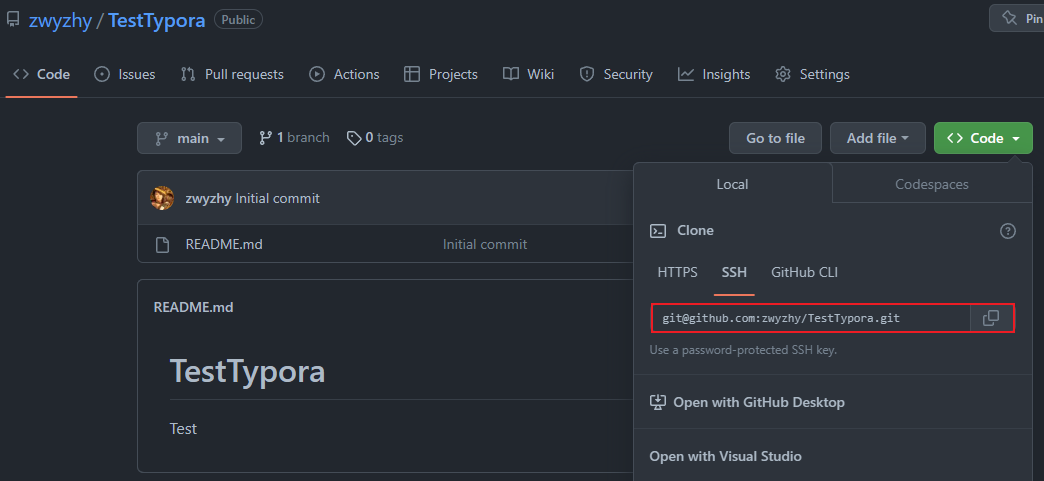 zwyzhy / TestTypora Public
Pin
Code Issues Pull requests Actions Projects Wiki Security Insights Settings
main 1 branch 0 tags Go to file Add file Code
Local Codespaces
zwyzhy Initial commit
README.md Initial commit
Clone
HTTPS SSH GitHub CLI
git@github.com:zwyzhy/TestTypora.git
Use a password-protected SSH key.
Open with GitHub Desktop
Open with Visual Studio
README.md
TestTypora
Test